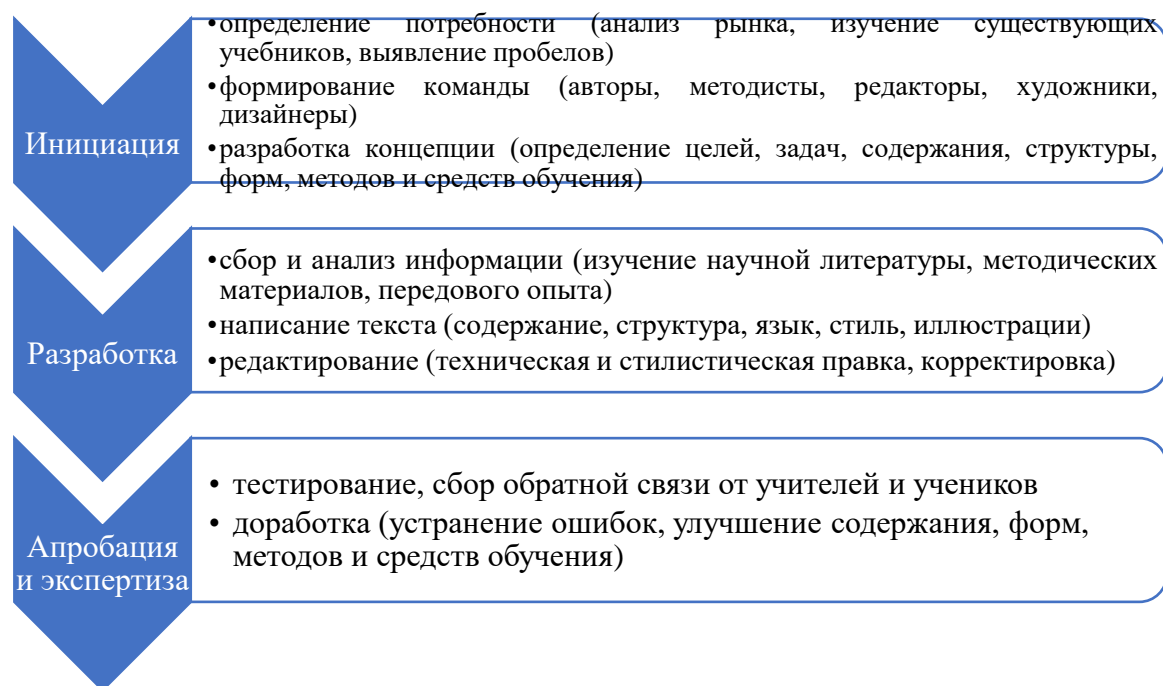 Инициация
•определение потребности (анализ рынка, изучение существующих
учебников, выявление пробелов)
•формирование команды (авторы, методисты, редакторы, художники,
дизайнеры)
•разработка концепции (определение целей, задач, содержания, структуры,
форм, методов и средств обучения)
Разработка
•сбор и анализ информации (изучение научной литературы, методических
материалов, передового опыта)
•написание текста (содержание, структура, язык, стиль, иллюстрации)
•редактирование (техническая и стилистическая правка, корректировка)
Апробация
и экспертиза
• тестирование, сбор обратной связи от учителей и учеников
• доработка (устранение ошибок, улучшение содержания, форм,
методов и средств обучения)